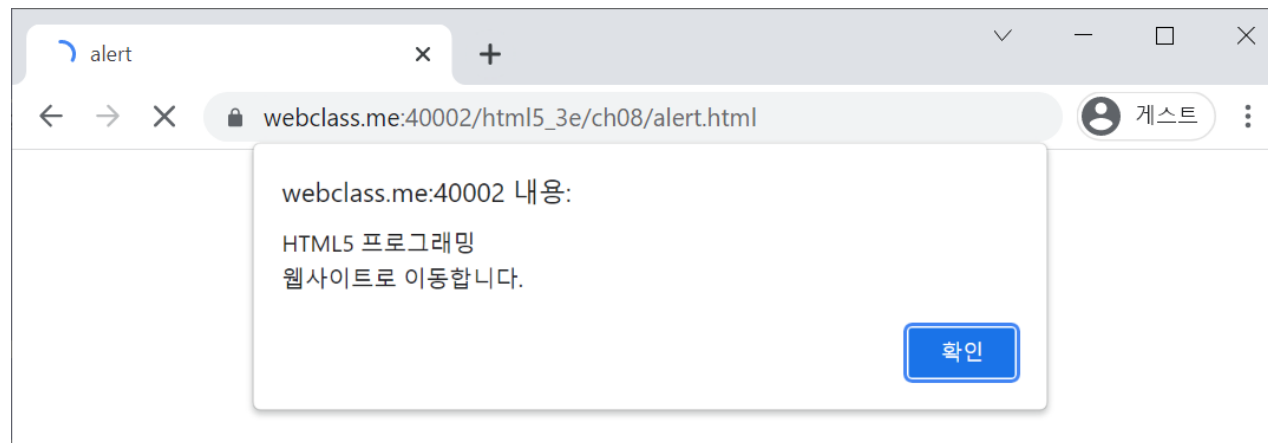 alert
webclass.me:40002/html5_3e/ch08/alert.html
게스트
webclass.me:40002 내용:
HTML5 프로그래밍
웹사이트로 이동합니다.
확인